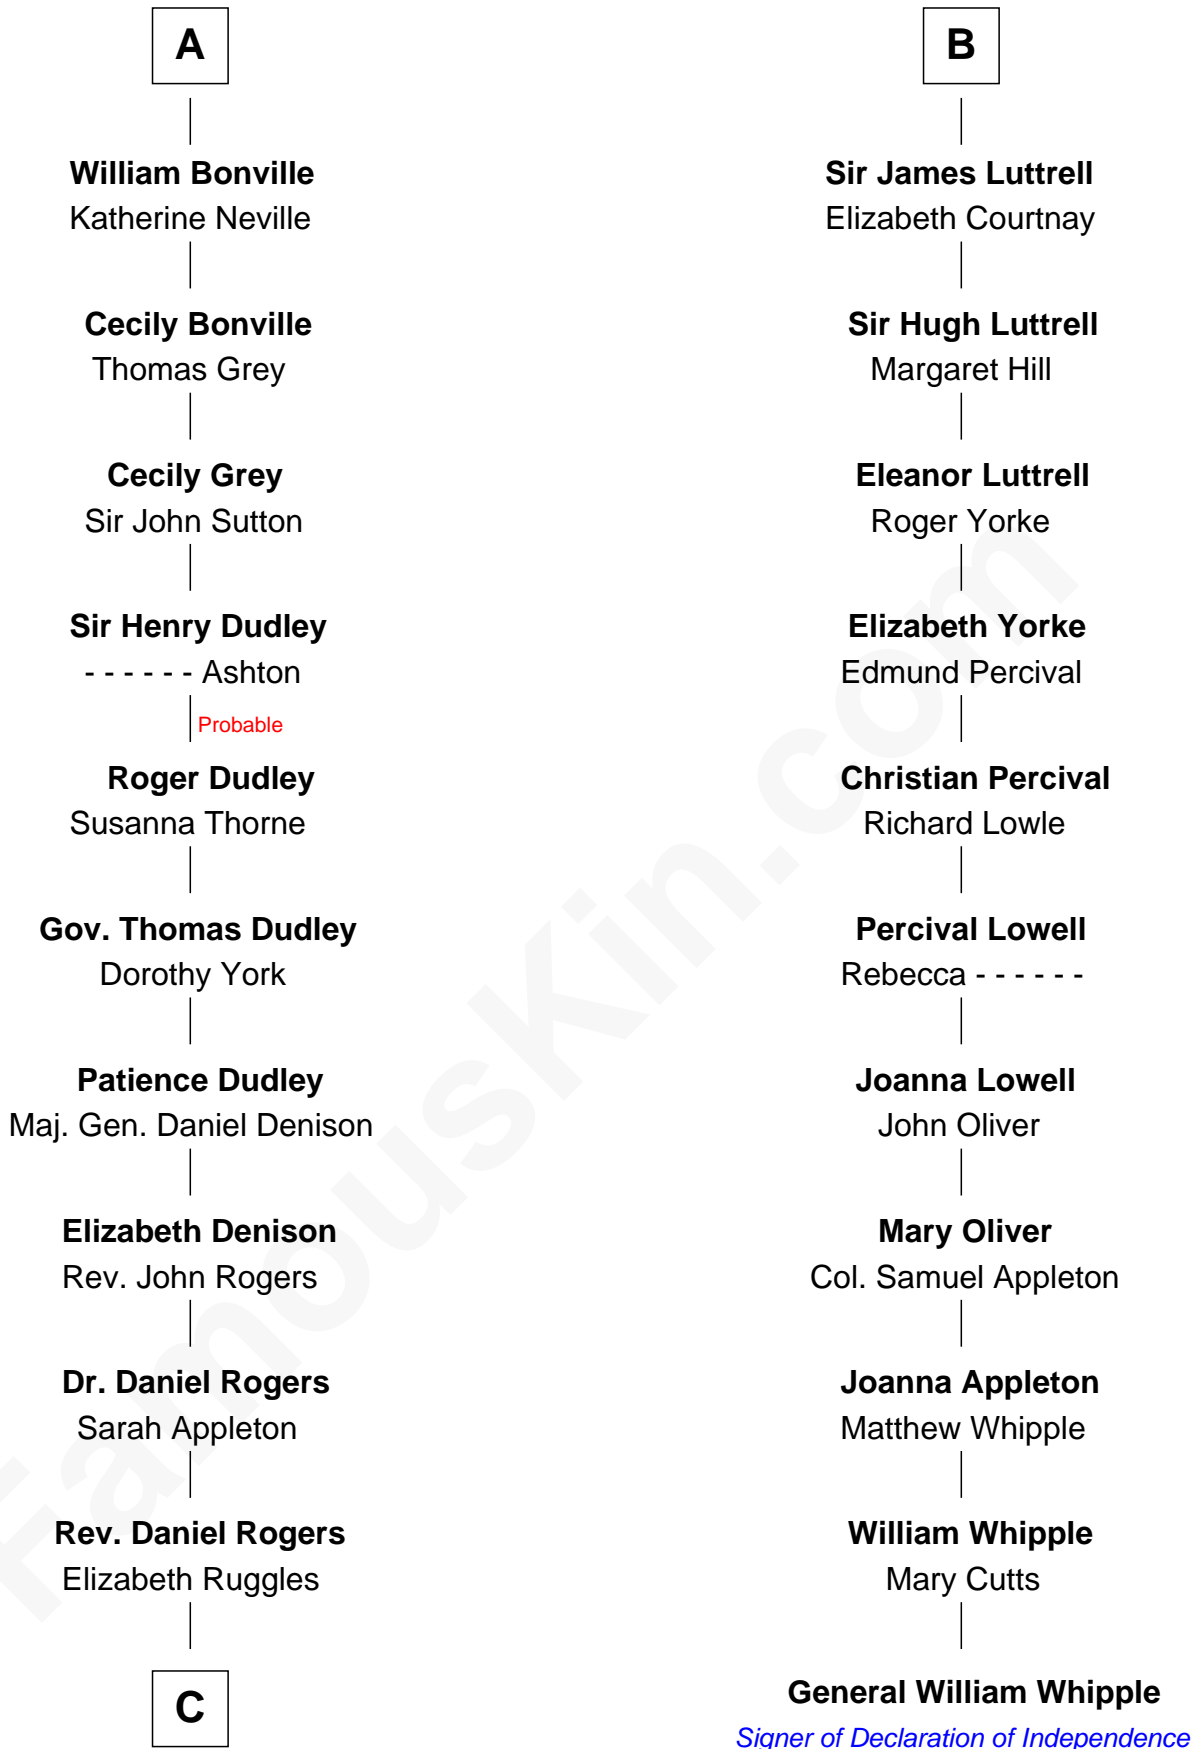 A
William Bonville
Katherine Neville
Cecily Bonville
Thomas Grey
Cecily Grey
Sir John Sutton
Sir Henry Dudley
- - - - - - Ashton
Probable
Roger Dudley
Susanna Thorne
Gov. Thomas Dudley
Dorothy York
Patience Dudley
Maj. Gen. Daniel Denison
Elizabeth Denison
Rev. John Rogers
Dr. Daniel Rogers
Sarah Appleton
Rev. Daniel Rogers
Elizabeth Ruggles
C
B
Sir James Luttrell
Elizabeth Courtnay
Sir Hugh Luttrell
Margaret Hill
Eleanor Luttrell
Roger Yorke
Elizabeth Yorke
Edmund Percival
Christian Percival
Richard Lowle
Percival Lowell
Rebecca - - - - - -
Joanna Lowell
John Oliver
Mary Oliver
Col. Samuel Appleton
Joanna Appleton
Matthew Whipple
William Whipple
Mary Cutts
General William Whipple
Signer of Declaration of Independence
FamousKin.com